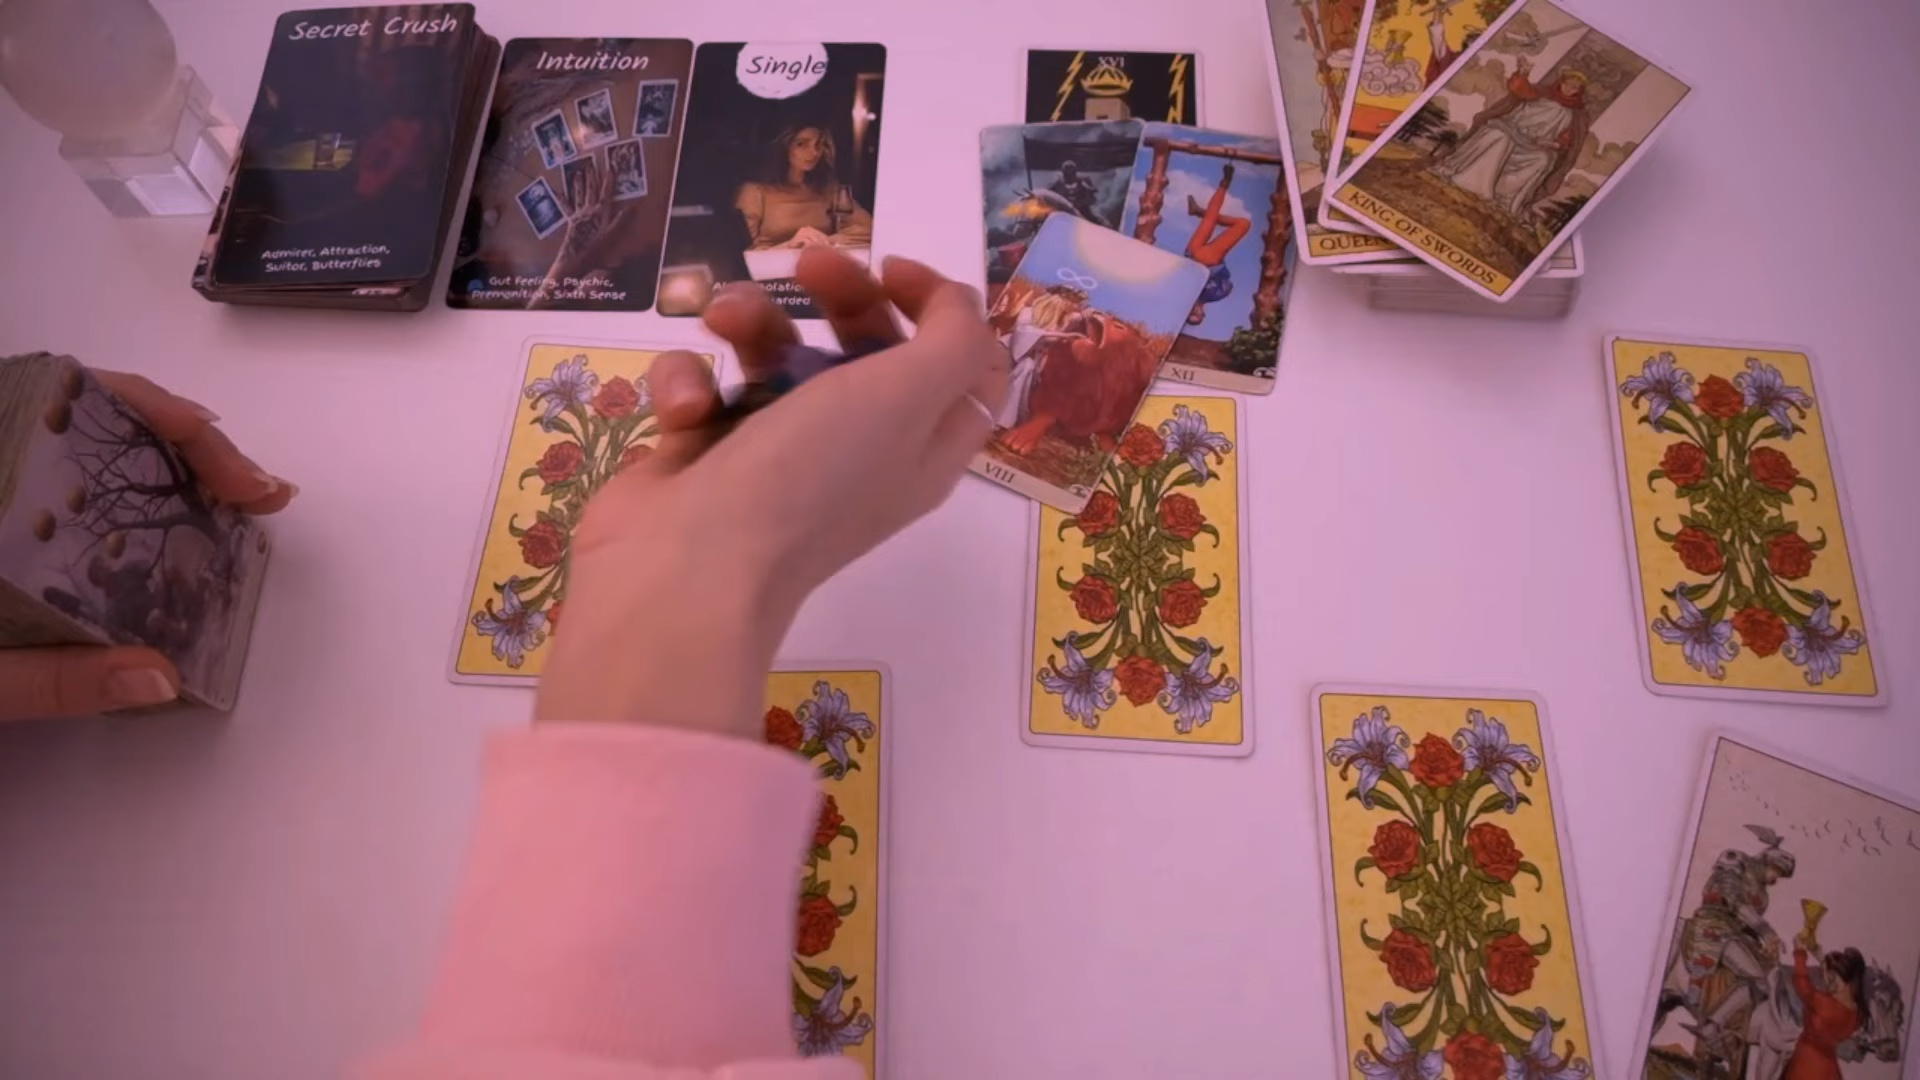 Secret Crush
Admirer, Attraction,
Suitor, Butterflies
Intuition
Gut Feeling, Psychic,
Premonition, Sixth Sense
Single
XVI
XII
VIII
QUEEN
KING OF SWORDS